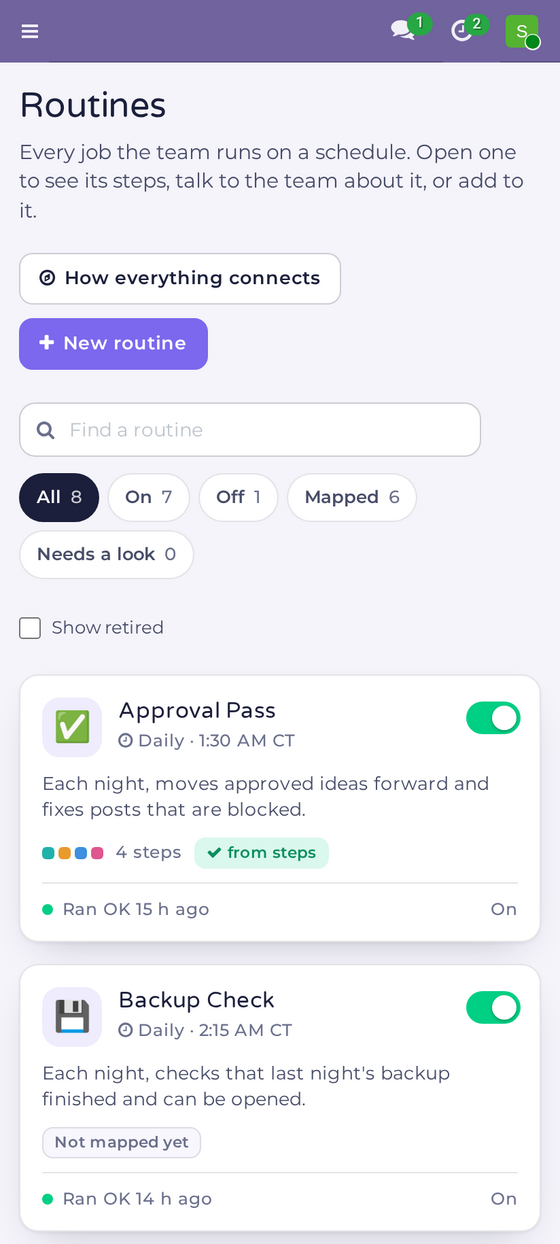 1
2
S
Routines
Every job the team runs on a schedule. Open one
to see its steps, talk to the team about it, or add to
it.
How everything connects
New routine
Find a routine
All 8
On 7
Off 1
Mapped 6
Needs a look 0
Show retired
Approval Pass
Daily · 1:30 AM CT
Each night, moves approved ideas forward and
fixes posts that are blocked.
4 steps
from steps
Ran OK 15 h ago
On
Backup Check
Daily · 2:15 AM CT
Each night, checks that last night's backup
finished and can be opened.
Not mapped yet
Ran OK 14 h ago
On